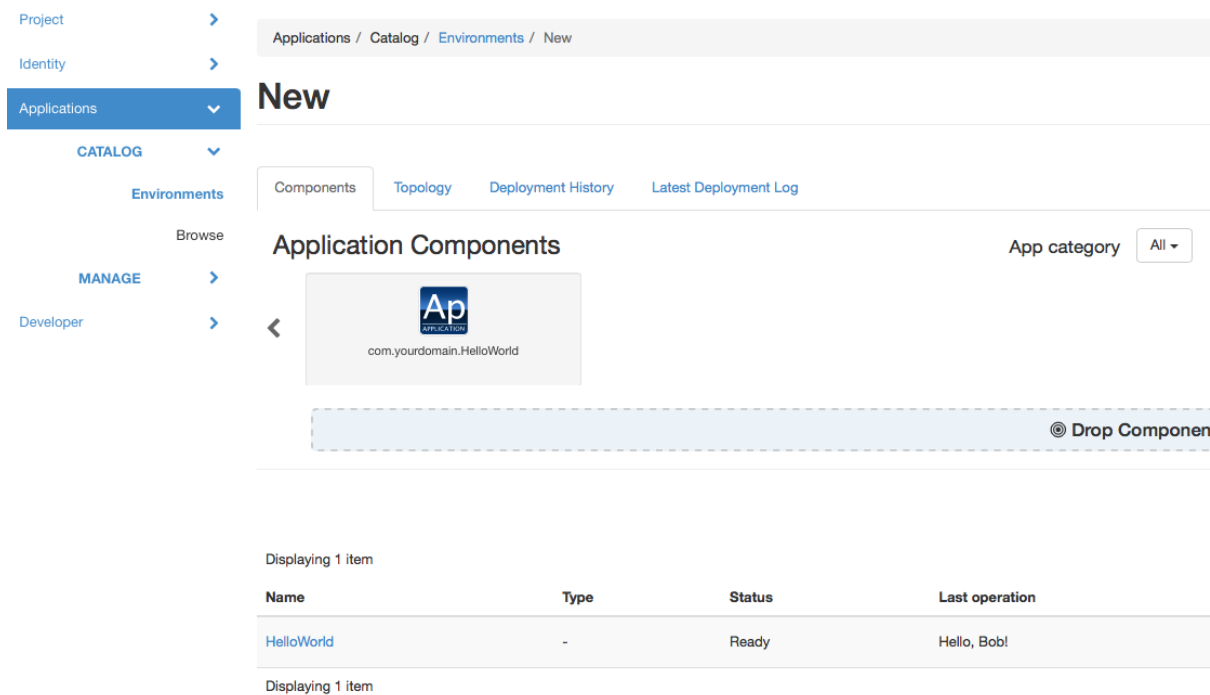 Project
Identity
Applications
CATALOG
Environments
Browse
MANAGE
Developer
Applications / Catalog / Environments / New
New
Components Topology Deployment History Latest Deployment Log
Application Components App category All
Ap
APPLICATION
com.yourdomain.HelloWorld
Drop Componen
Displaying 1 item
Name Type Status Last operation
HelloWorld - Ready Hello, Bob!
Displaying 1 item